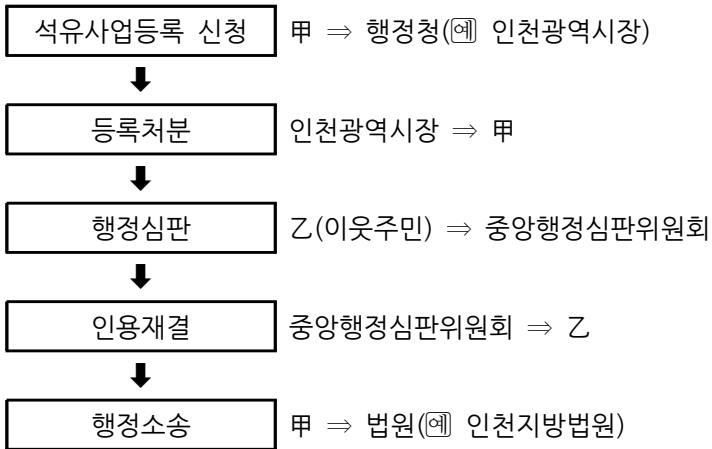 석유사업등록 신청 甲 ⇒ 행정청(예 인천광역시장)
등록처분 인천광역시장 ⇒ 甲
행정심판 乙(이웃주민) ⇒ 중앙행정심판위원회
인용재결 중앙행정심판위원회 ⇒ 乙
행정소송 甲 ⇒ 법원(예 인천지방법원)